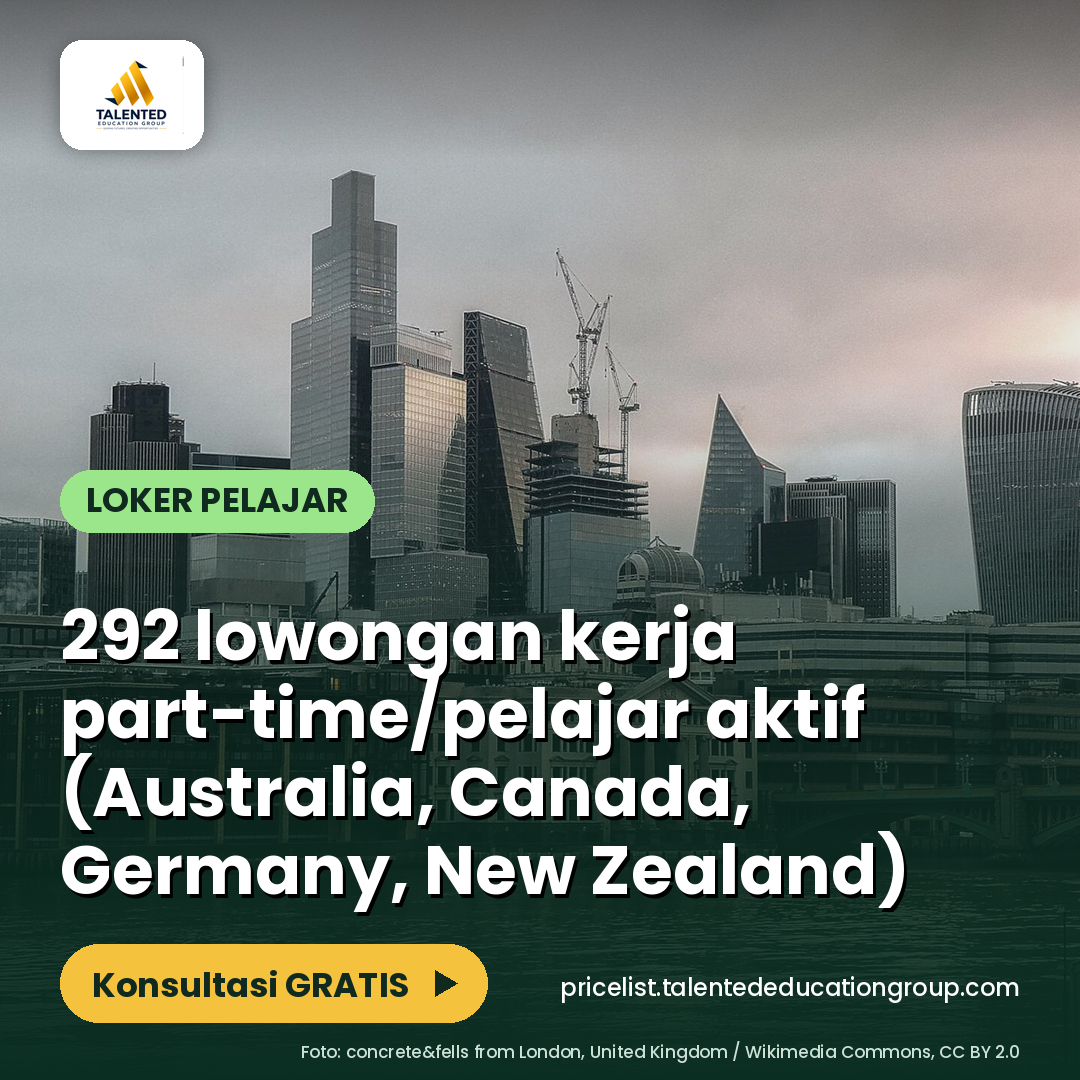 TALENTED
EDUCATION GROUP
LOKER PELAJAR
292 lowongan kerja
part-time/pelajar aktif
(Australia, Canada,
Germany, New Zealand)
Konsultasi GRATIS
pricelist.talentededucationgroup.com
Foto: concrete&fells from London, United Kingdom / Wikimedia Commons, CC BY 2.0